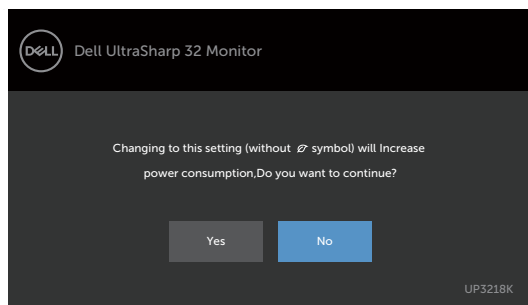 DELL
Dell UltraSharp 32 Monitor
Changing to this setting (without symbol) will Increase
power consumption,Do you want to continue?
Yes
No
UP3218K